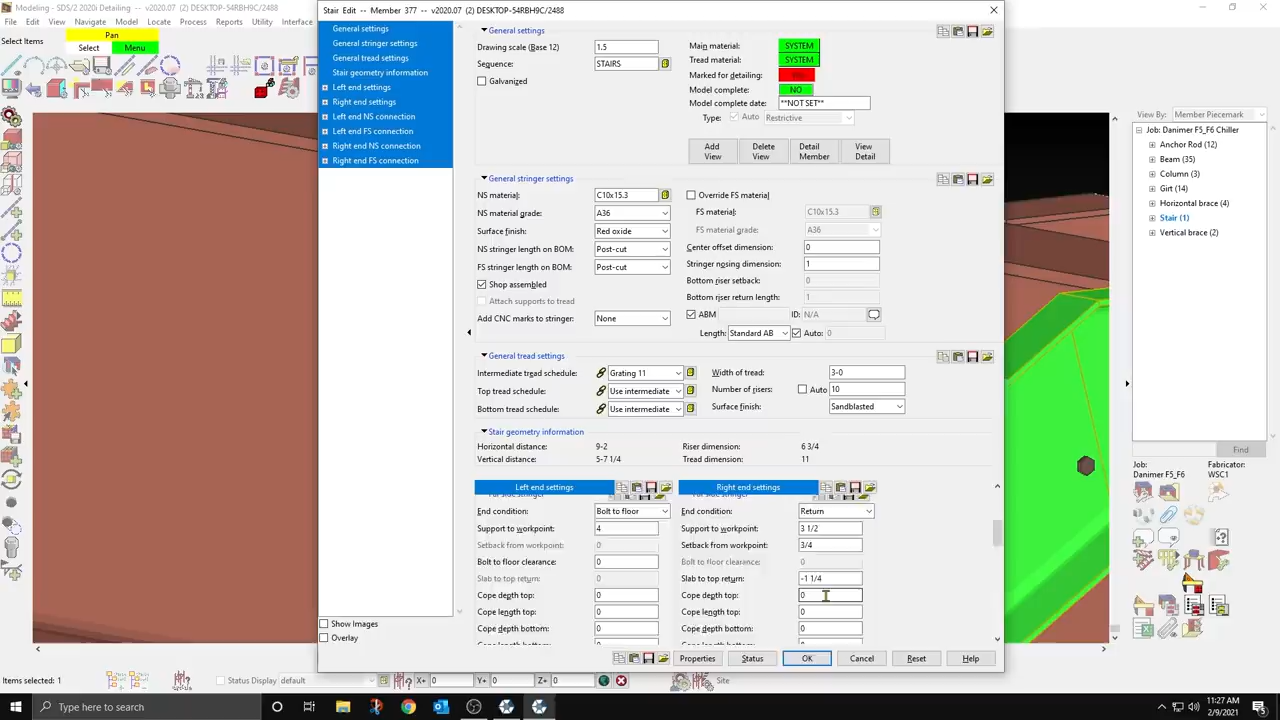 Modeling - SDS/2 2020i Detailing
File Edit View Navigate Model Locate Process Reports Utility Interface
Select Items
Pan
Select Menu
Stair Edit -- Member 377 -- v2020.07 (2) DESKTOP-54RBH9C/2488
General settings
General stringer settings
General tread settings
Stair geometry information
Left end settings
Right end settings
Left end NS connection
Left end FS connection
Right end NS connection
Right end FS connection
Show Images
Overlay
General settings
Drawing scale (Base 12) 1.5
Sequence: STAIRS
Galvanized
Main material: SYSTEM
Tread material: SYSTEM
Marked for detailing:
Model complete: NO
Model complete date: **NOT SET**
Type: Auto Restrictive
Add View
Delete View
Detail Member
View Detail
General stringer settings
NS material: C10x15.3
NS material grade: A36
Surface finish: Red oxide
NS stringer length on BOM: Post-cut
FS stringer length on BOM: Post-cut
Shop assembled
Attach supports to tread
Add CNC marks to stringer: None
Override FS material
FS material: C10x15.3
FS material grade: A36
Center offset dimension: 0
Stringer nosing dimension: 1
Bottom riser setback: 0
Bottom riser return length: 1
ABM ID: N/A
Length: Standard AB Auto: 0
General tread settings
Intermediate tread schedule: Grating 11
Top tread schedule: Use intermediate
Bottom tread schedule: Use intermediate
Width of tread: 3-0
Number of risers: Auto 10
Surface finish: Sandblasted
Stair geometry information
Horizontal distance: 9-2
Vertical distance: 5-7 1/4
Riser dimension: 6 3/4
Tread dimension: 11
Left end settings
End condition: Bolt to floor
Support to workpoint: 4
Setback from workpoint: 0
Bolt to floor clearance: 0
Slab to top return: 0
Cope depth top: 0
Cope length top: 0
Cope depth bottom: 0
Right end settings
End condition: Return
Support to workpoint: 3 1/2
Setback from workpoint: 3/4
Bolt to floor clearance: 0
Slab to top return: -1 1/4
Cope depth top: 0
Cope length top: 0
Cope depth bottom: 0
Properties Status OK Cancel Reset Help
View By: Member Piecemark
Job: Danimer F5_F6 Chiller
Anchor Rod (12)
Beam (35)
Column (3)
Girt (14)
Horizontal brace (4)
Stair (1)
Vertical brace (2)
Find
Job:
Danimer F5_F6
Fabricator:
WSC1
Items selected: 1
Status Display default
X+ 0 Y+ 0 Z+ 0
Site
Type here to search
11:27 AM
2/9/2021